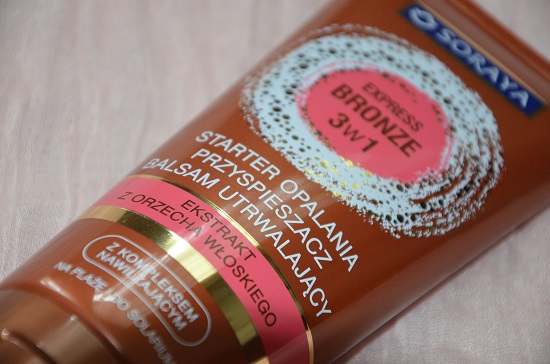 SORAYA
EXPRESS
BRONZE
3w1
STARTER OPALANIA
PRZYSPIESZACZ
BALSAM UTRWALAJĄCY
EKSTRAKT
Z ORZECHA WŁOSKIEGO
Z KOMPLEKSEM
NAWILŻAJĄCYM
NA PLAŻĘ I DO SOLARIUM